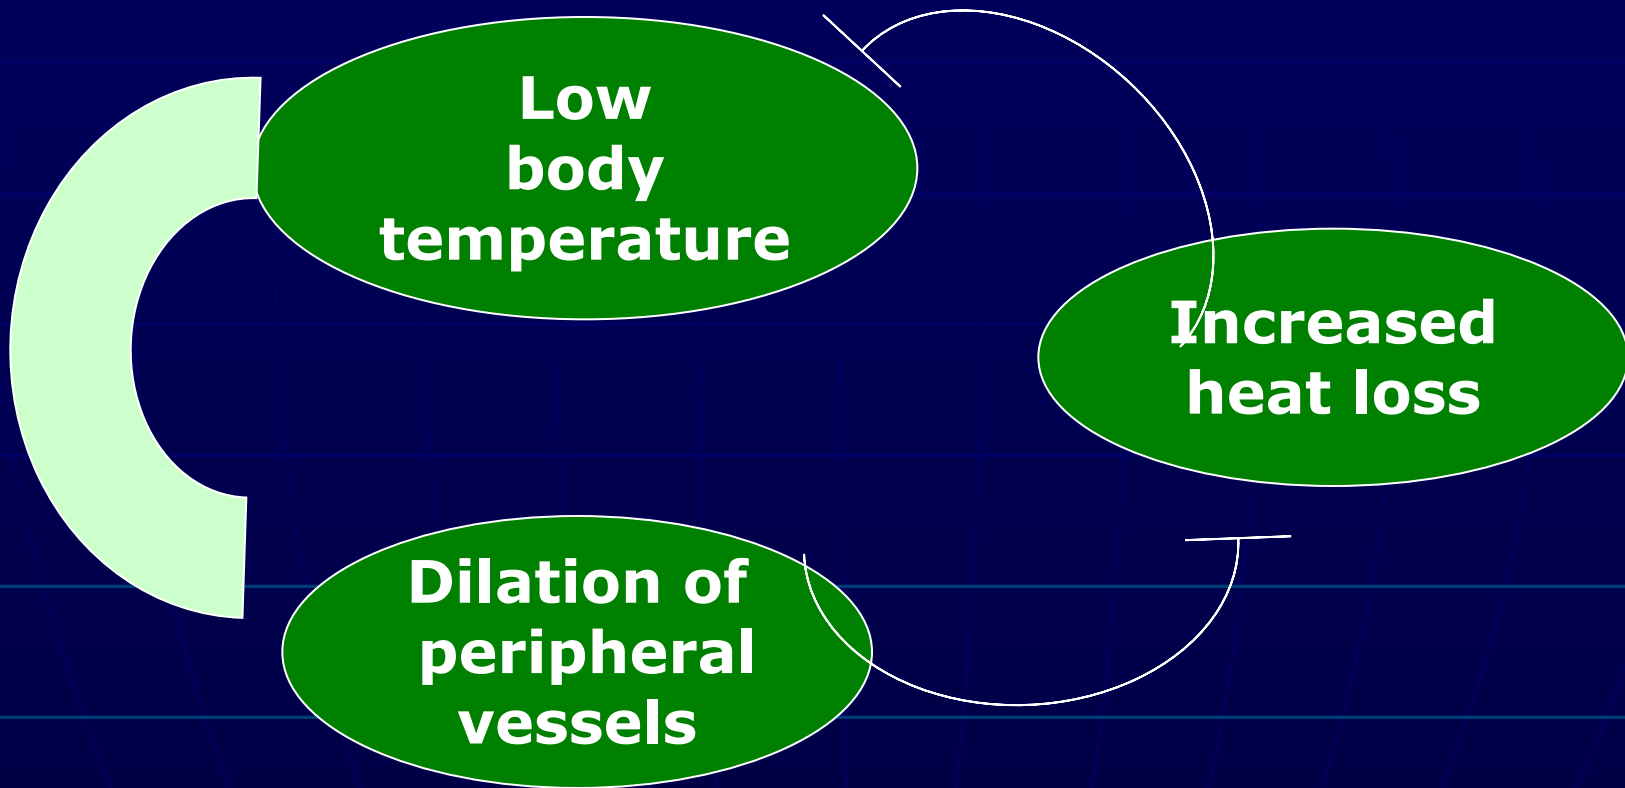 Low
body
temperature
Increased
heat loss
Dilation of
peripheral
vessels